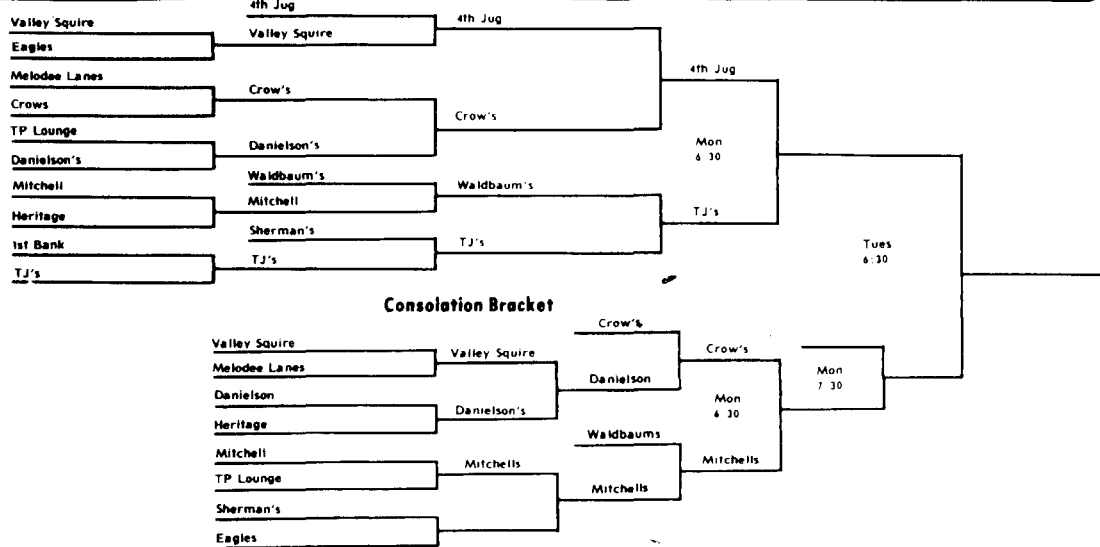 Valley Squire
Eagles
Melodee Lanes
Crows
TP Lounge
Danielson's
Mitchell
Heritage
1st Bank
TJ's
4th Jug
Valley Squire
Crow's
Danielson's
Waldbaum's
Mitchell
Sherman's
TJ's
4th Jug
Crow's
Waldbaum's
TJ's
4th Jug
Mon
6 30
TJ's
Tues
6:30
Consolation Bracket
Valley Squire
Melodee Lanes
Danielson
Heritage
Mitchell
TP Lounge
Sherman's
Eagles
Valley Squire
Danielson's
Mitchells
Crow's
Danielson
Waldbaums
Mitchells
Crow's
Mon
6 30
Mitchells
Mon
7 30